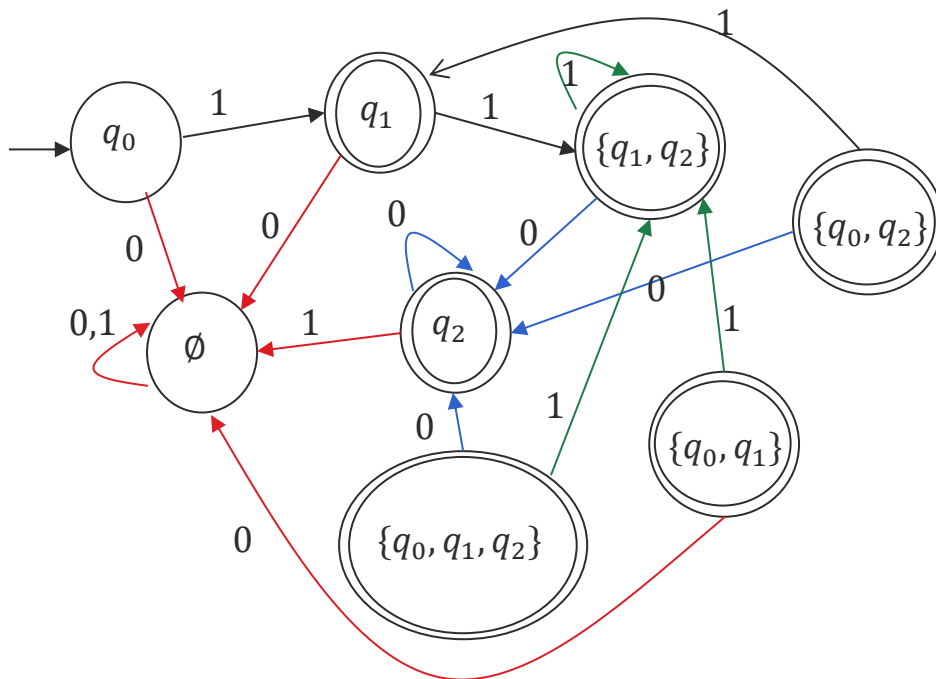 1
q₀
1
q₁
1
1
{q₁, q₂}
{q₀, q₂}
0
0
0
0
0
0,1
∅
1
q₂
1
0
1
{q₀, q₁}
{q₀, q₁, q₂}
0